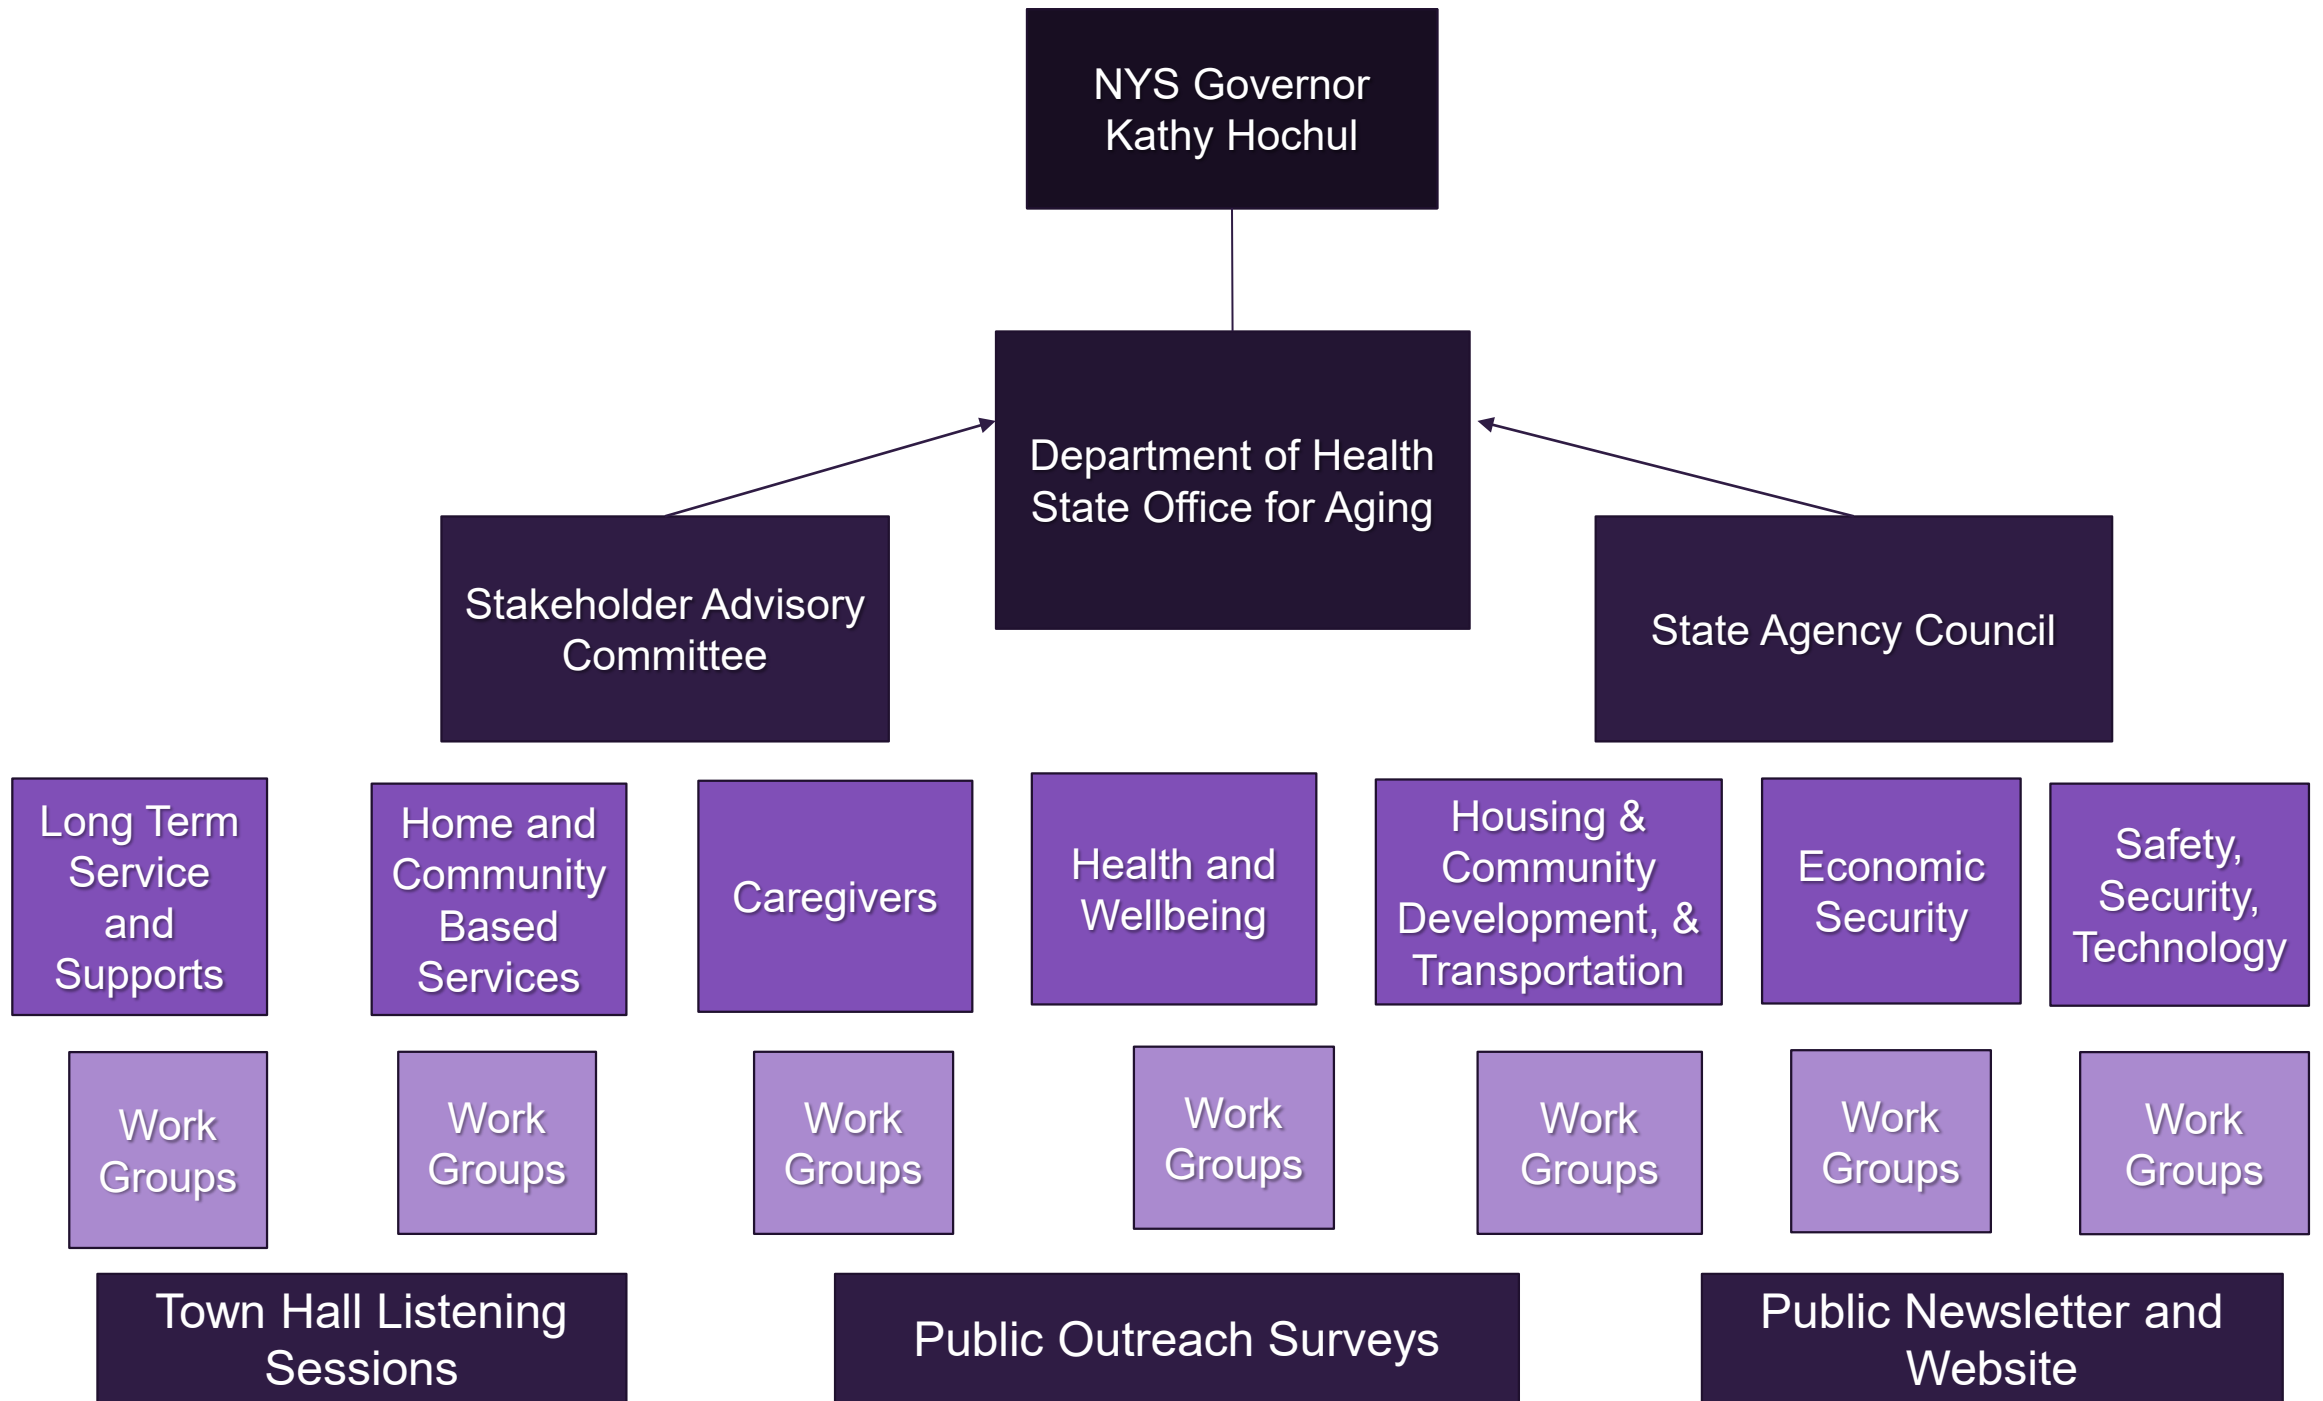 NYS Governor
Kathy Hochul
Department of Health
State Office for Aging
Stakeholder Advisory
Committee
State Agency Council
Long Term
Service
and
Supports
Home and
Community
Based
Services
Caregivers
Health and
Wellbeing
Housing &
Community
Development, &
Transportation
Economic
Security
Safety,
Security,
Technology
Work
Groups
Work
Groups
Work
Groups
Work
Groups
Work
Groups
Work
Groups
Work
Groups
Town Hall Listening
Sessions
Public Outreach Surveys
Public Newsletter and
Website